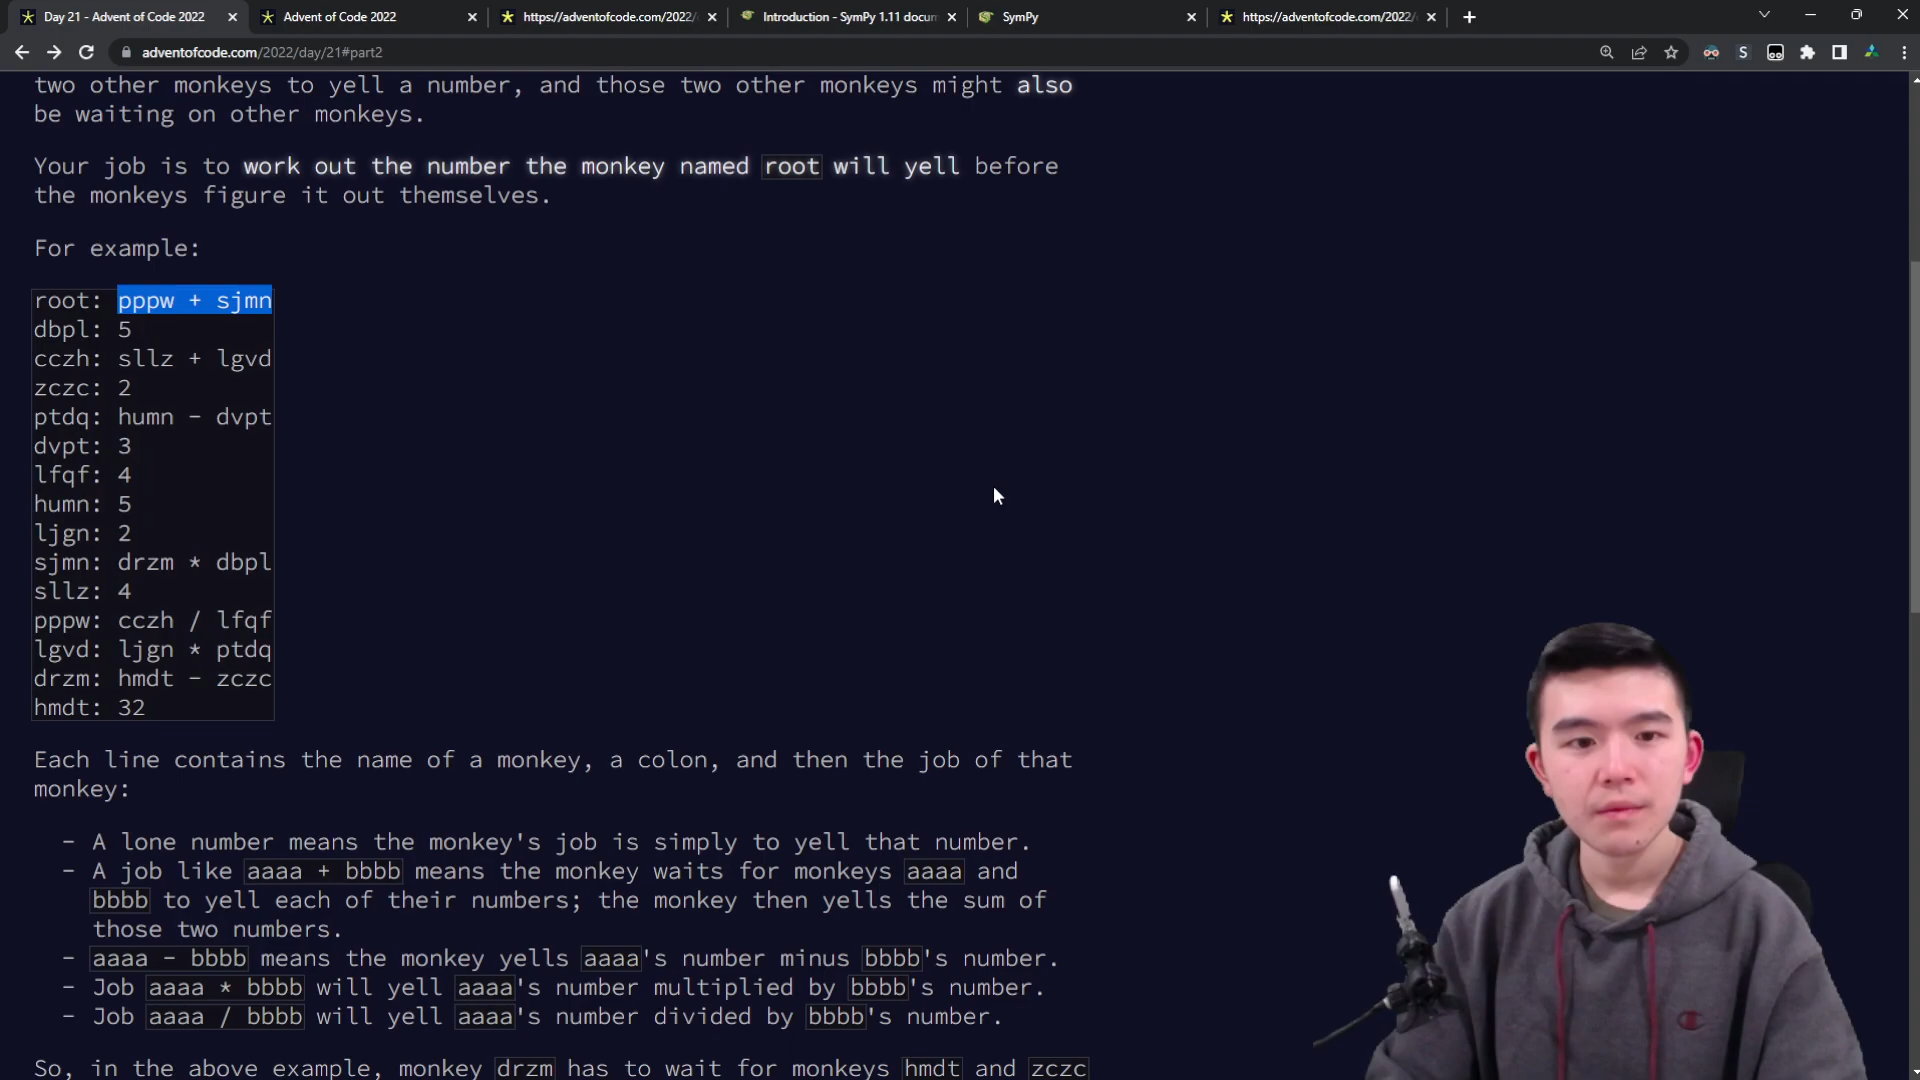 Day 21 - Advent of Code 2022
Advent of Code 2022
https://adventofcode.com/2022/
Introduction - SymPy 1.11 docum
SymPy
https://adventofcode.com/2022/
adventofcode.com/2022/day/21#part2
two other monkeys to yell a number, and those two other monkeys might also
be waiting on other monkeys.
Your job is to work out the number the monkey named root will yell before
the monkeys figure it out themselves.
For example:
root: pppw + sjmn
dbpl: 5
cczh: sllz + lgvd
zczc: 2
ptdq: humn - dvpt
dvpt: 3
lfqf: 4
humn: 5
ljgn: 2
sjmn: drzm * dbpl
sllz: 4
pppw: cczh / lfqf
lgvd: ljgn * ptdq
drzm: hmdt - zczc
hmdt: 32
Each line contains the name of a monkey, a colon, and then the job of that
monkey:
- A lone number means the monkey's job is simply to yell that number.
- A job like aaaa + bbbb means the monkey waits for monkeys aaaa and
bbbb to yell each of their numbers; the monkey then yells the sum of
those two numbers.
- aaaa - bbbb means the monkey yells aaaa's number minus bbbb's number.
- Job aaaa * bbbb will yell aaaa's number multiplied by bbbb's number.
- Job aaaa / bbbb will yell aaaa's number divided by bbbb's number.
So, in the above example, monkey drzm has to wait for monkeys hmdt and zczc